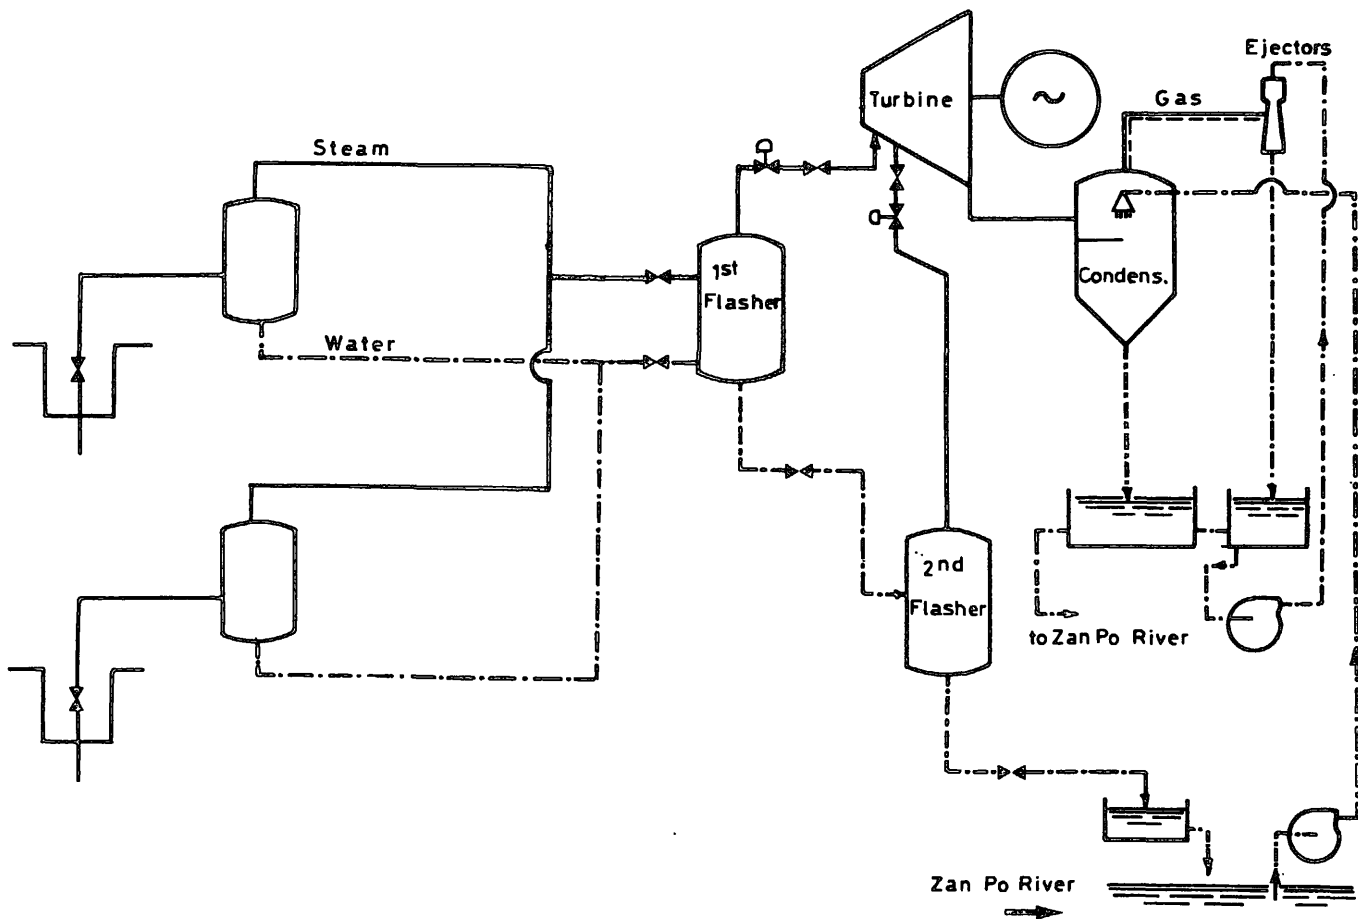 Ejectors
Turbine
Gas
Steam
1st
Flasher
Condens.
Water
2nd
Flasher
to Zan Po River
Zan Po River